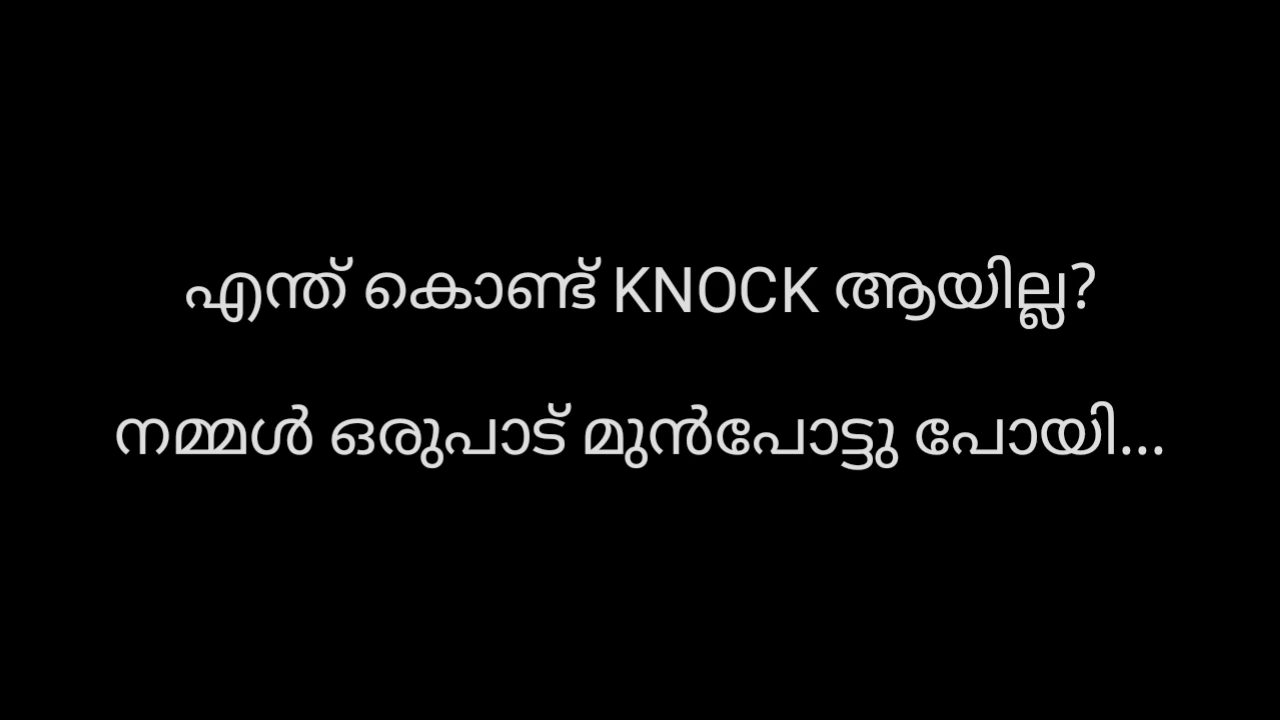 എന്ത് കൊണ്ട് KNOCK ആയില്ല?
നമ്മൾ ഒരുപാട് മുൻപോട്ടു പോയി...